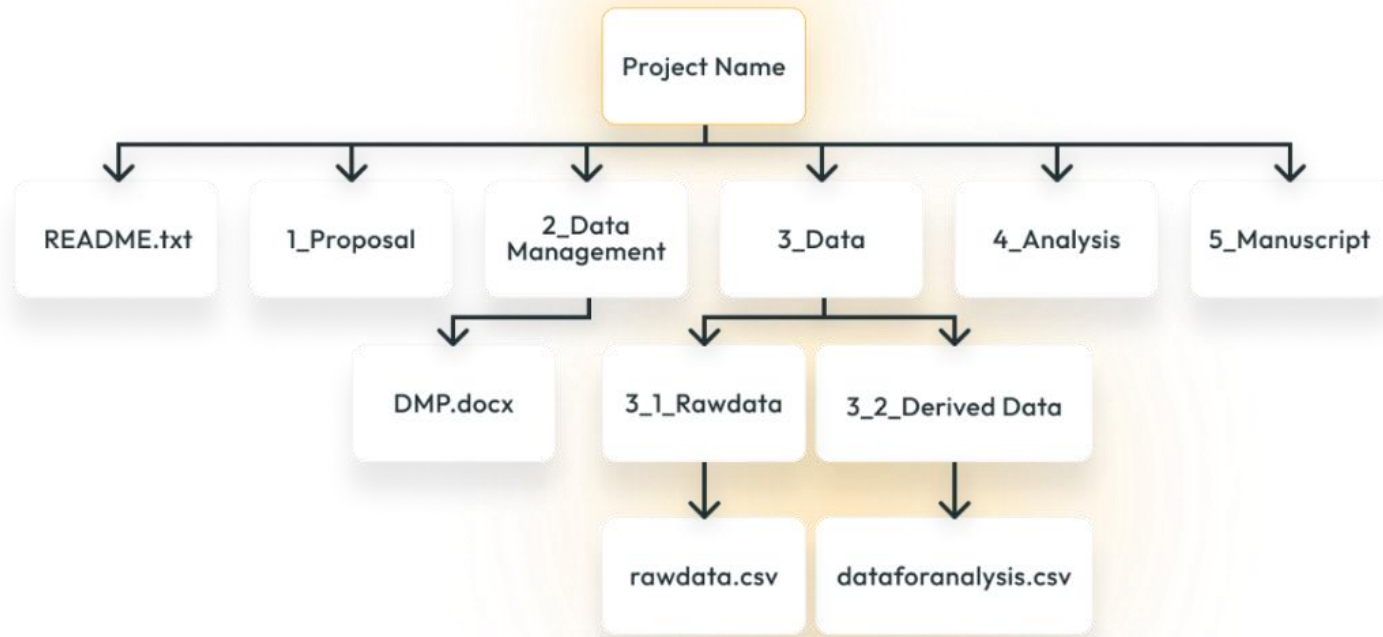 Project Name
README.txt
1_Proposal
2_Data
Management
3_Data
4_Analysis
5_Manuscript
DMP.docx
3_1_Rawdata
3_2_Derived Data
rawdata.csv
dataforanalysis.csv